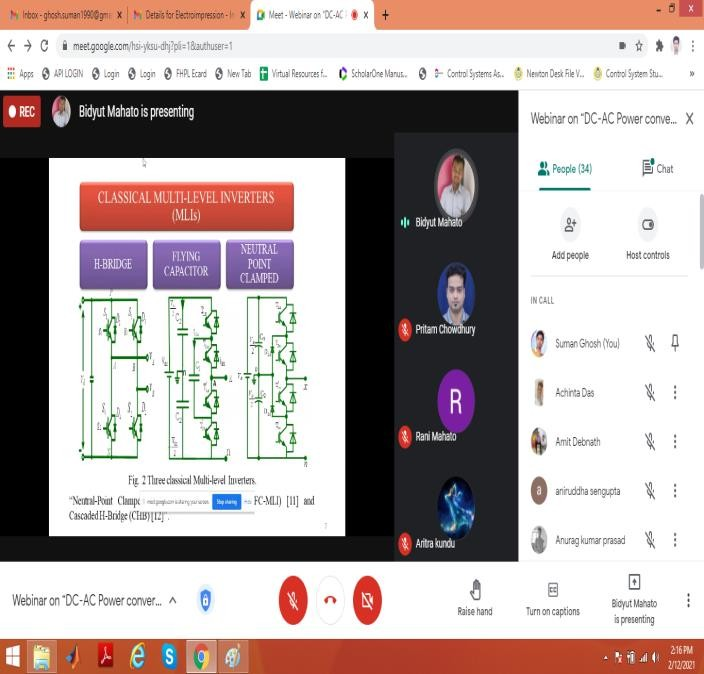 Inbox - ghoshsuman1990@gma
Details for Electroimpression - In
Meet - Webinar on "DC-AC
meet.google.com/hsi-yksu-dhj?pli=1&authuser=1
Apps
API LOGIN
Login
Login
FHPL Ecard
New Tab
Virtual Resources f...
ScholarOne Manus...
Control Systems As...
Newton Desk File V...
Control System Stu...
»
REC
Bidyut Mahato is presenting
CLASSICAL MULTI-LEVEL INVERTERS
(MLIs)
H-BRIDGE
FLYING
CAPACITOR
NEUTRAL
POINT
CLAMPED
Fig. 2 Three classical Multi-level Inverters.
"Neutral-Point Clamp
meet.google.com is sharing your screen.
Stop sharing
Hide
FC-MLI) [11] and
Cascaded H-Bridge (CHB) [12]".
7
Bidyut Mahato
Pritam Chowdhury
R
Rani Mahato
Aritra kundu
Webinar on "DC-AC Power conve...
People (34)
Chat
Add people
Host controls
IN CALL
Suman Ghosh (You)
Achinta Das
Amit Debnath
a
aniruddha sengupta
Anurag kumar prasad
Webinar on "DC-AC Power conver...
Raise hand
Turn on captions
Bidyut Mahato
is presenting
2:16 PM
2/12/2021